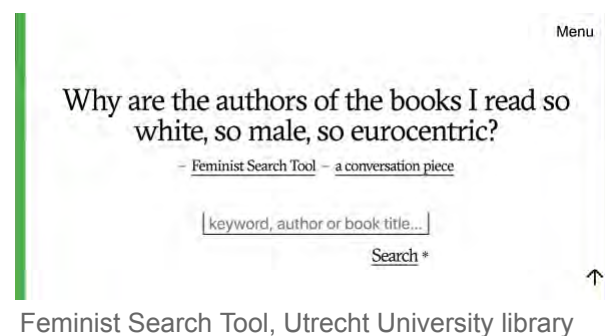 Menu
Why are the authors of the books I read so
white, so male, so eurocentric?
– Feminist Search Tool – a conversation piece
keyword, author or book title...
Search *
↑
Feminist Search Tool, Utrecht University library